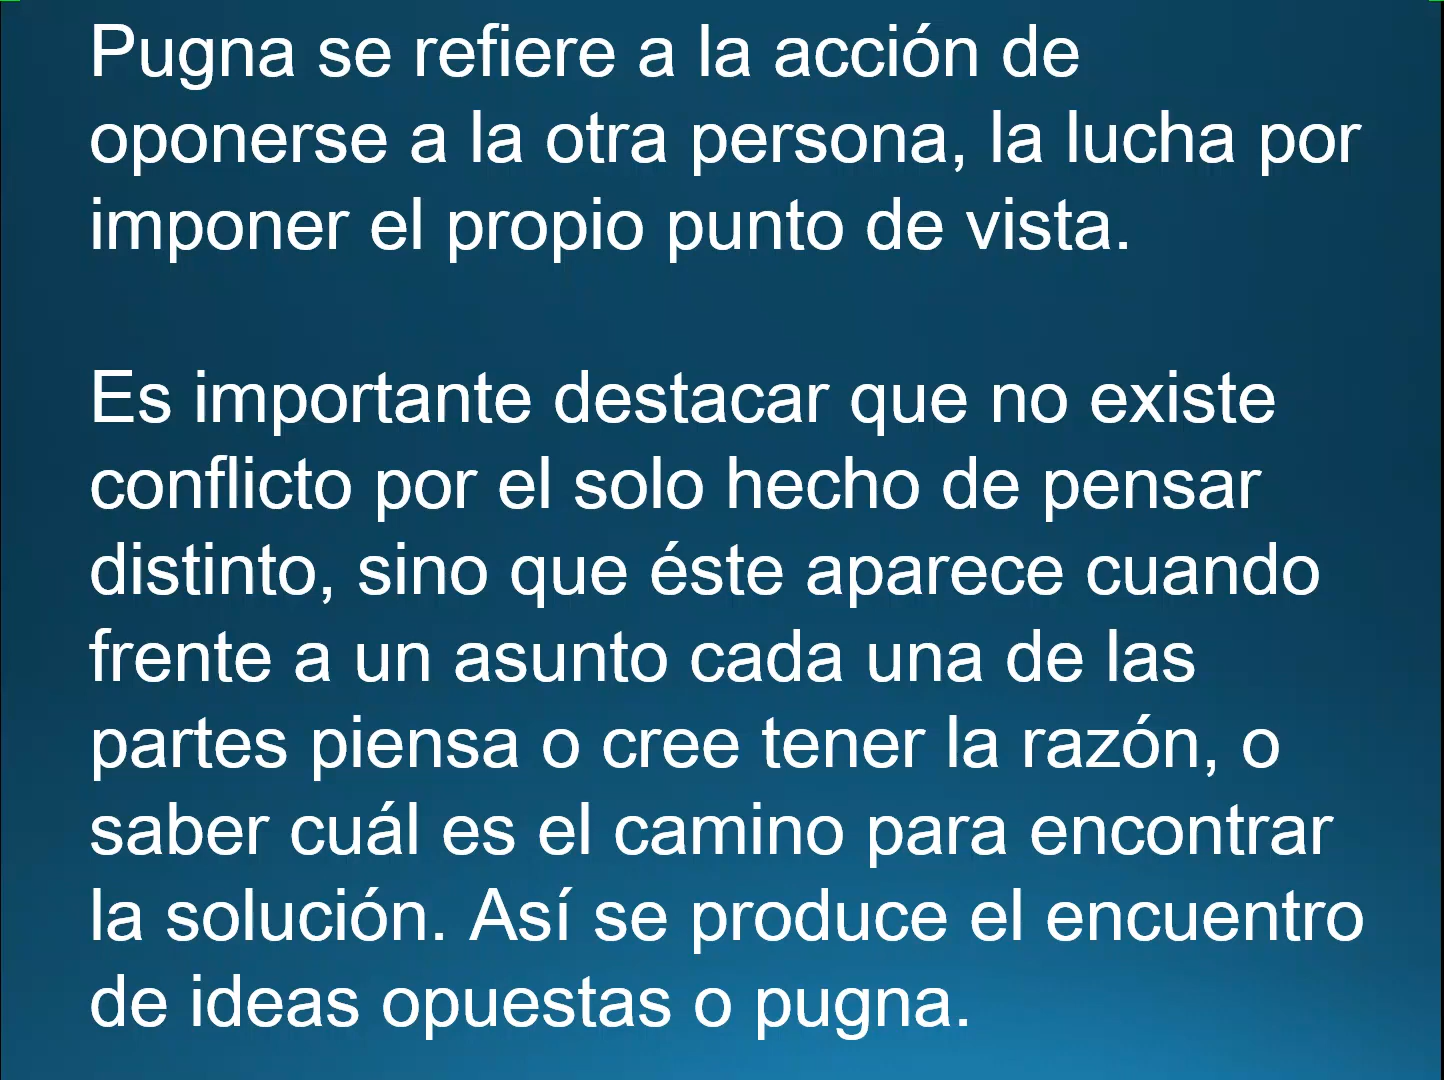 Pugna se refiere a la acción de
oponerse a la otra persona, la lucha por
imponer el propio punto de vista.
Es importante destacar que no existe
conflicto por el solo hecho de pensar
distinto, sino que éste aparece cuando
frente a un asunto cada una de las
partes piensa o cree tener la razón, o
saber cuál es el camino para encontrar
la solución. Así se produce el encuentro
de ideas opuestas o pugna.